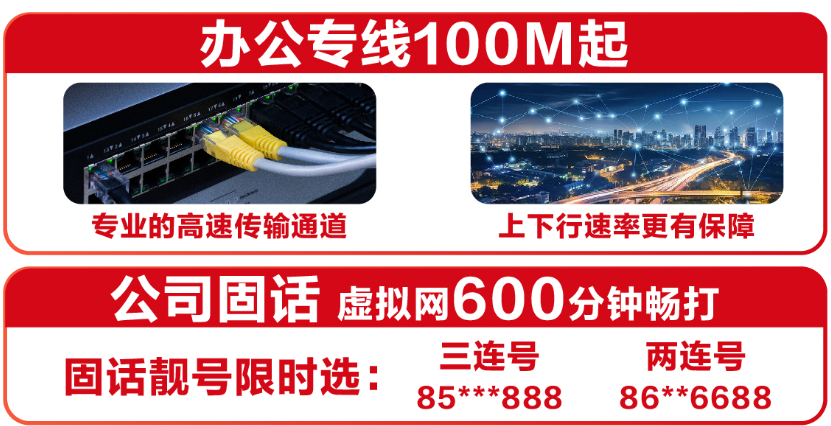 办公专线100M起
专业的高速传输通道
上下行速率更有保障
公司固话 虚拟网600分钟畅打
固话靓号限时选：
三连号
85***888
两连号
86**6688